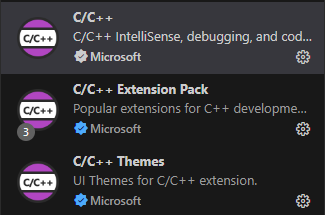 C/C++
C/C++
C/C++ IntelliSense, debugging, and cod...
Microsoft
C/C++
C/C++ Extension Pack
Popular extensions for C++ developme...
3
Microsoft
C/C++
C/C++ Themes
UI Themes for C/C++ extension.
Microsoft